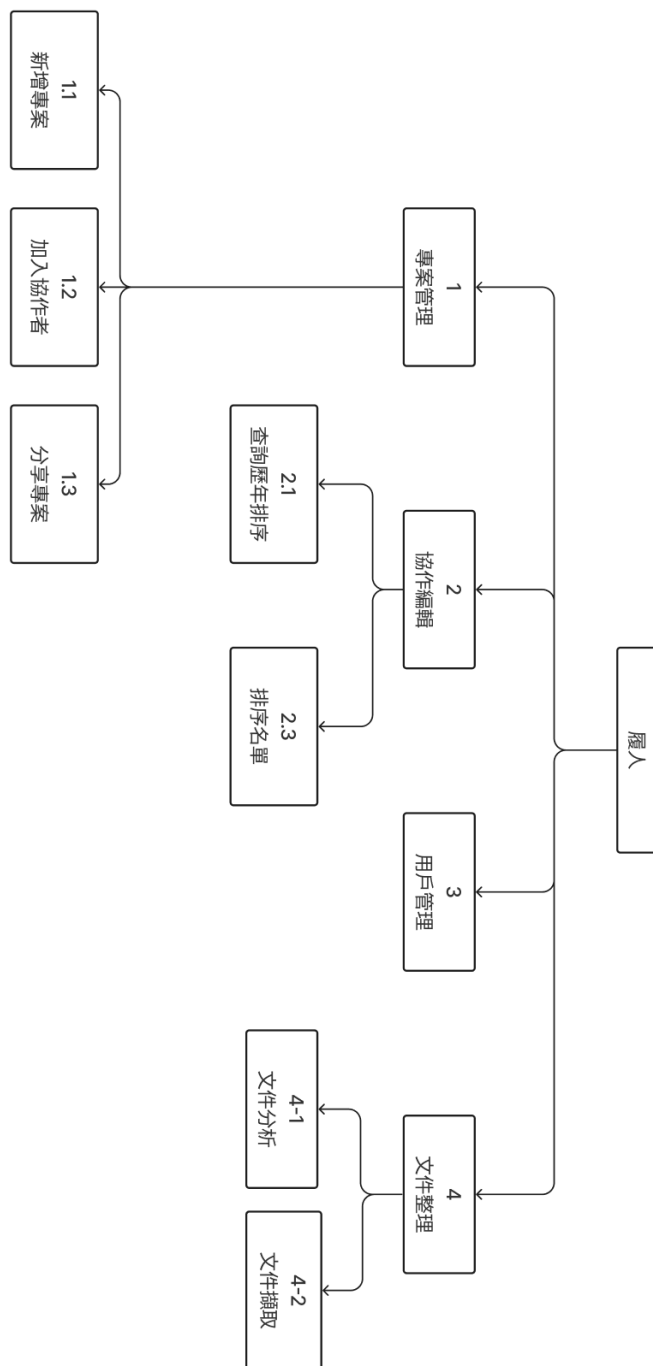 履人
1
專案管理
2
協作編輯
3
用戶管理
4
文件整理
1.1
新增專案
1.2
加入協作者
1.3
分享專案
2.1
查詢歷年排序
2.3
排序名單
4-1
文件分析
4-2
文件擷取